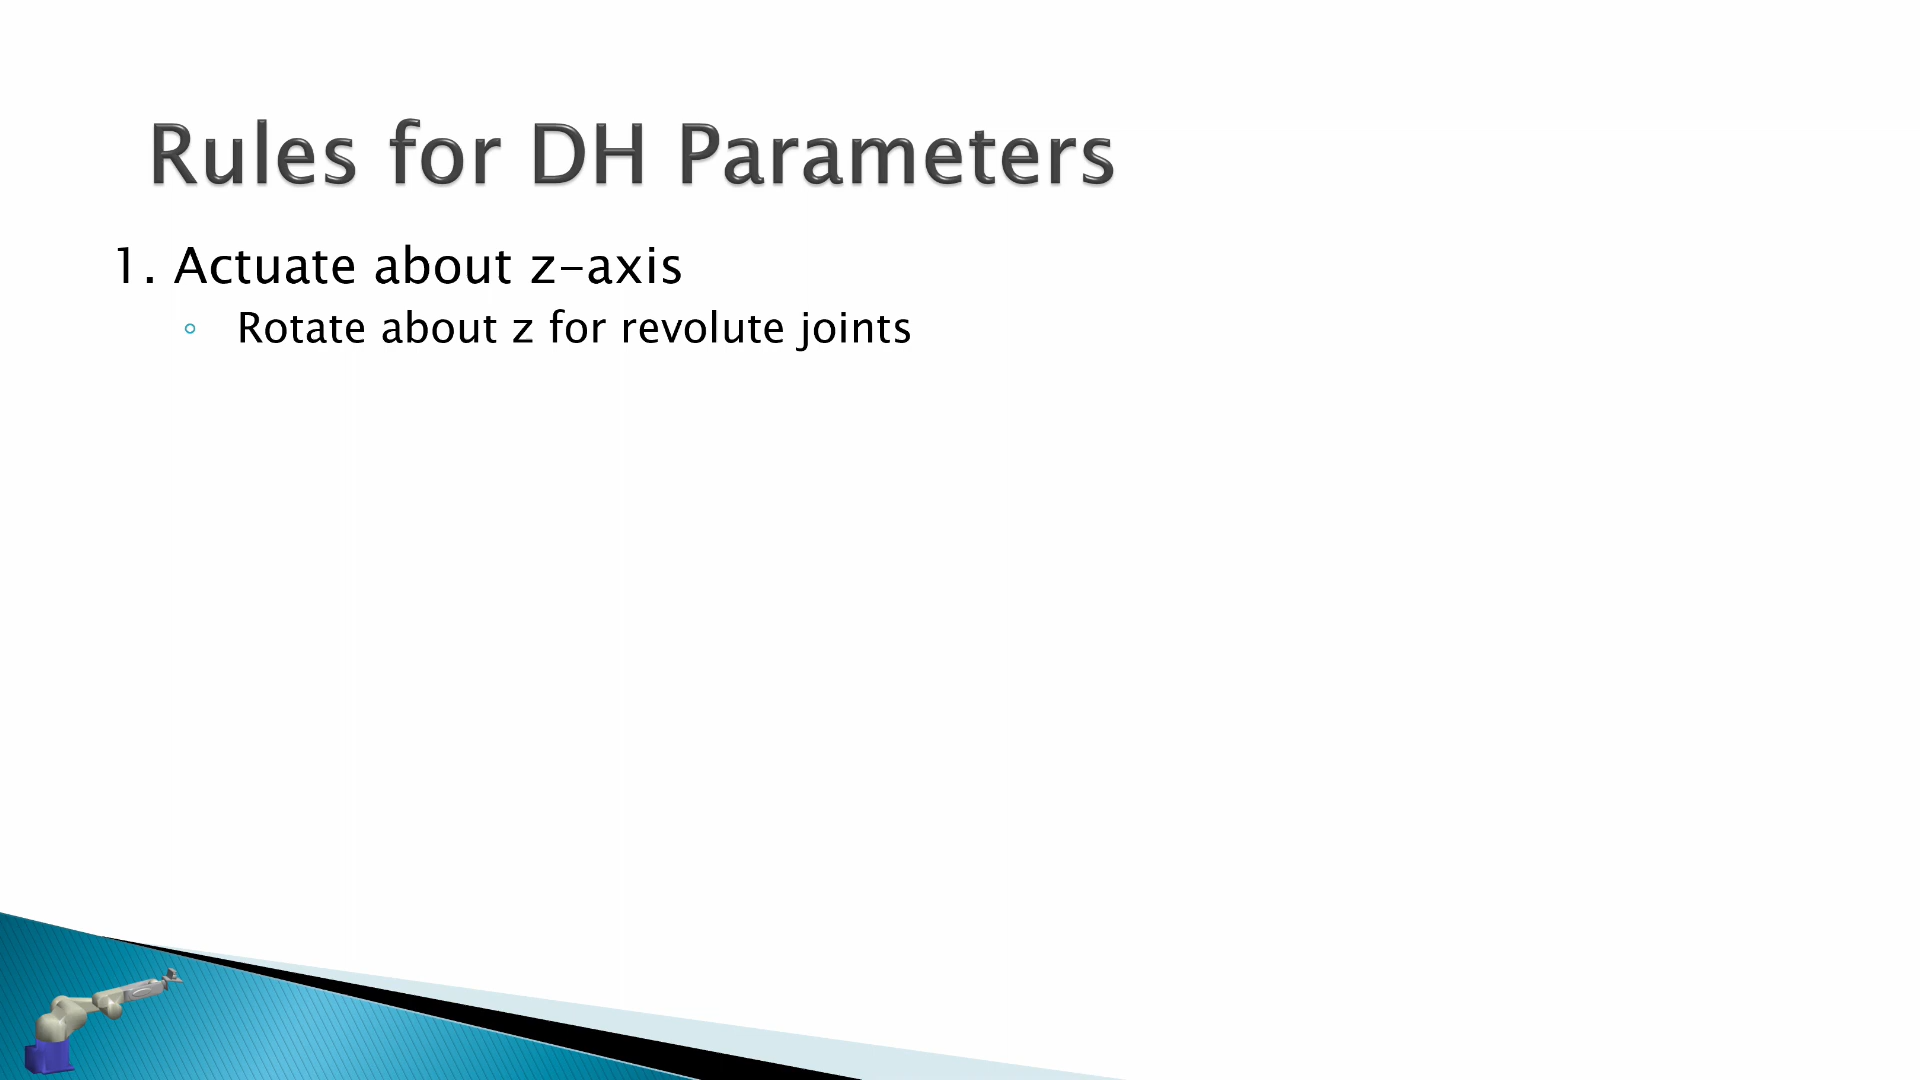 Rules for DH Parameters
1. Actuate about z-axis
◦ Rotate about z for revolute joints